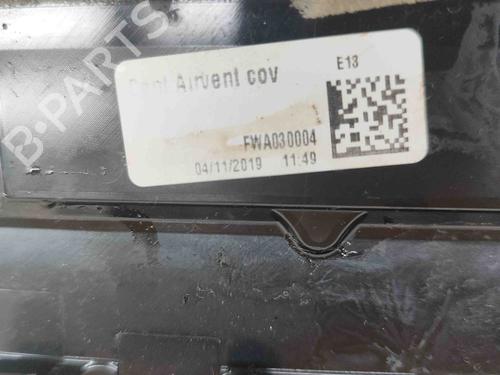 Airvent cov
E13
FWA030004
04/11/2019 11:49
B-PARTS